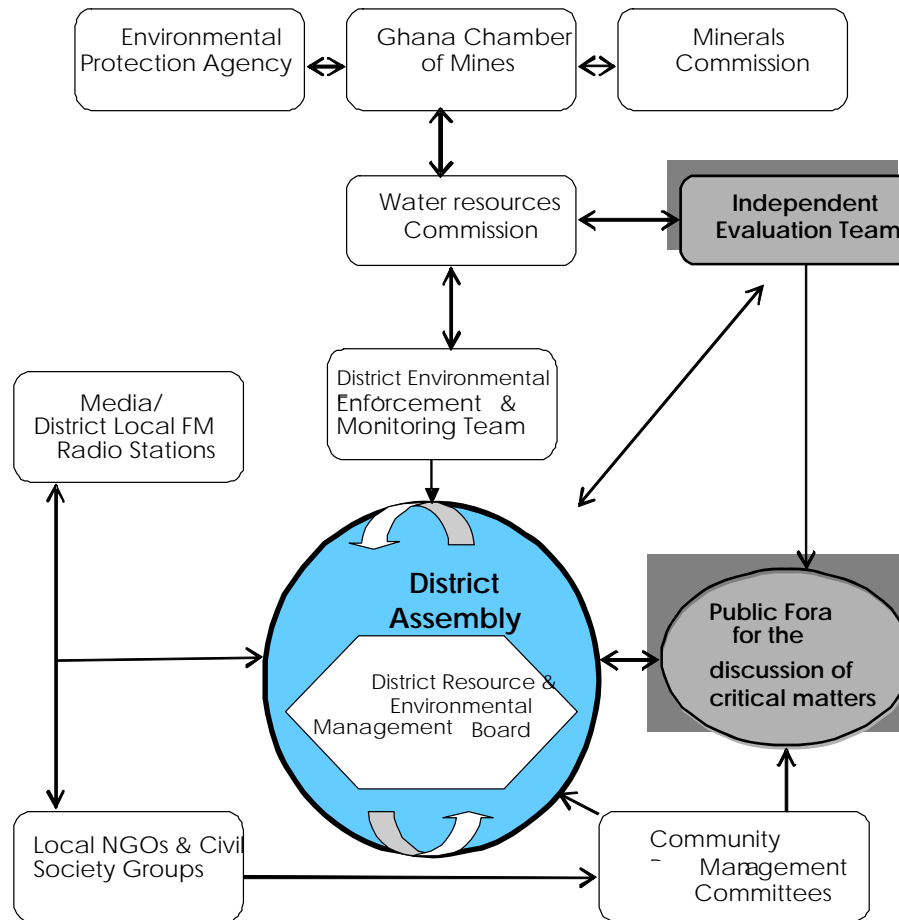 Environmental
Protection Agency
Ghana Chamber
of Mines
Minerals
Commission
Water resources
Commission
Independent
Evaluation Team
District Environmental
Enforcement &
Monitoring Team
Media/
District Local FM
Radio Stations
District
Assembly
District Resource &
Environmental
Management Board
Public Fora
for the
discussion of
critical matters
Local NGOs & Civil
Society Groups
Community
Management
Committees